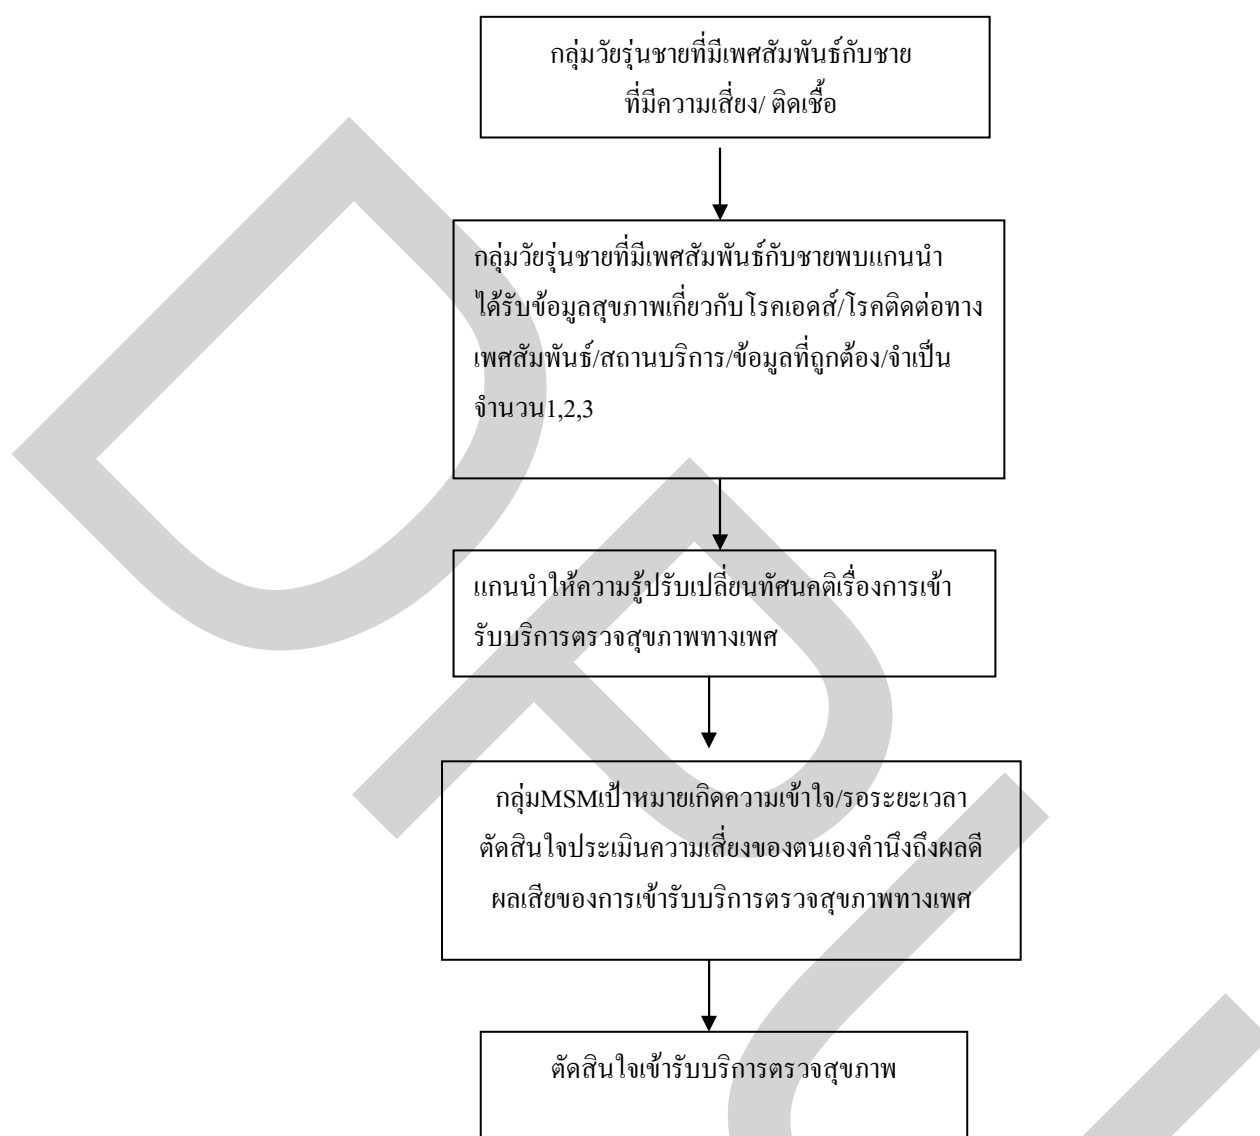 กลุ่มวัยรุ่นชายที่มีเพศสัมพันธ์กับชาย
ที่มีความเสี่ยง/ ติดเชื้อ
กลุ่มวัยรุ่นชายที่มีเพศสัมพันธ์กับชายพบแกนนำ
ได้รับข้อมูลสุขภาพเกี่ยวกับโรคเอดส์/โรคติดต่อทาง
เพศสัมพันธ์/สถานบริการ/ข้อมูลที่ถูกต้อง/จำเป็น
จำนวน1,2,3
แกนนำให้ความรู้ปรับเปลี่ยนทัศนคติเรื่องการเข้า
รับบริการตรวจสุขภาพทางเพศ
กลุ่มMSMเป้าหมายเกิดความเข้าใจ/รอระยะเวลา
ตัดสินใจประเมินความเสี่ยงของตนเองคำนึงถึงผลดี
ผลเสียของการเข้ารับบริการตรวจสุขภาพทางเพศ
ตัดสินใจเข้ารับบริการตรวจสุขภาพ